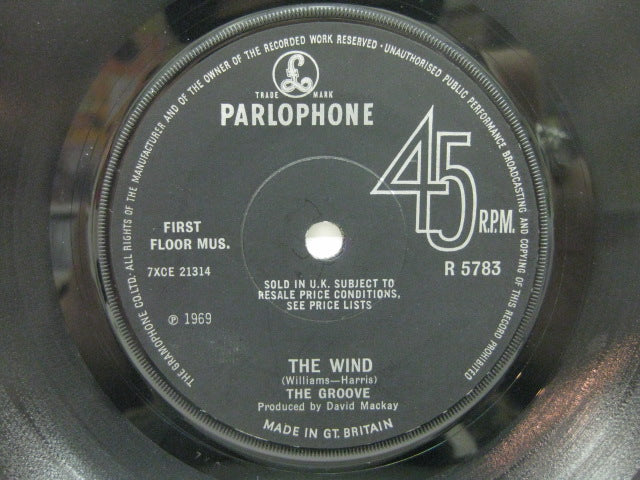 THE GRAMOPHONE CO. LTD. ALL RIGHTS OF THE MANUFACTURER AND OF THE OWNER OF THE RECORDED WORK RESERVED · UNAUTHORISED PUBLIC PERFORMANCE BROADCASTING AND COPYING OF THIS RECORD PROHIBITED
£
TRADE MARK
PARLOPHONE
45 R.P.M.
FIRST
FLOOR MUS.
7XCE 21314
R 5783
SOLD IN U.K. SUBJECT TO
RESALE PRICE CONDITIONS,
SEE PRICE LISTS
℗ 1969
THE WIND
(Williams—Harris)
THE GROOVE
Produced by David Mackay
MADE IN GT. BRITAIN